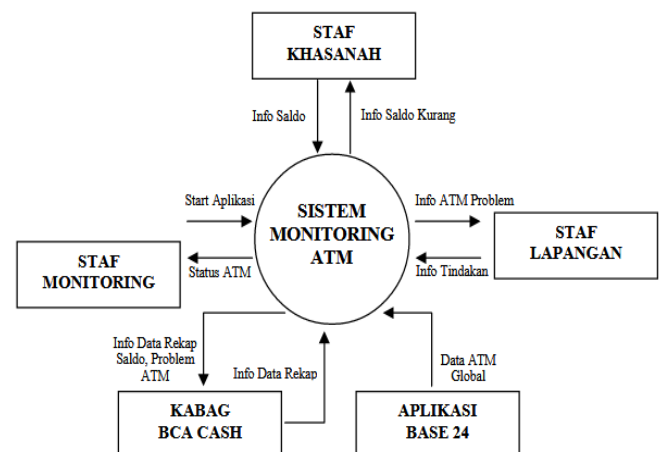 STAF
KHASANAH
Info Saldo
Info Saldo Kurang
Start Aplikasi
SISTEM
MONITORING
ATM
Info ATM Problem
STAF
MONITORING
Status ATM
Info Tindakan
STAF
LAPANGAN
Info Data Rekap
Saldo, Problem
ATM
Info Data Rekap
Data ATM
Global
KABAG
BCA CASH
APLIKASI
BASE 24